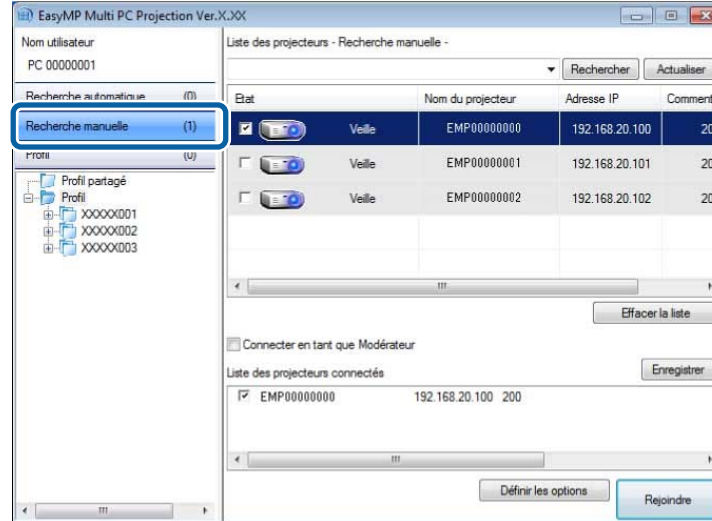 EasyMP Multi PC Projection Ver.X.XX
Nom utilisateur
PC 00000001
Recherche automatique (0)
Recherche manuelle (1)
Profil (0)
Profil partagé
Profil
XXXXX001
XXXXX002
XXXXX003
Liste des projecteurs - Recherche manuelle -
Rechercher Actualiser
Etat Nom du projecteur Adresse IP Comment
Veille EMP00000000 192.168.20.100 20
Veille EMP00000001 192.168.20.101 20
Veille EMP00000002 192.168.20.102 20
Effacer la liste
Connecter en tant que Modérateur
Liste des projecteurs connectés Enregistrer
EMP00000000 192.168.20.100 200
Définir les options Rejoindre